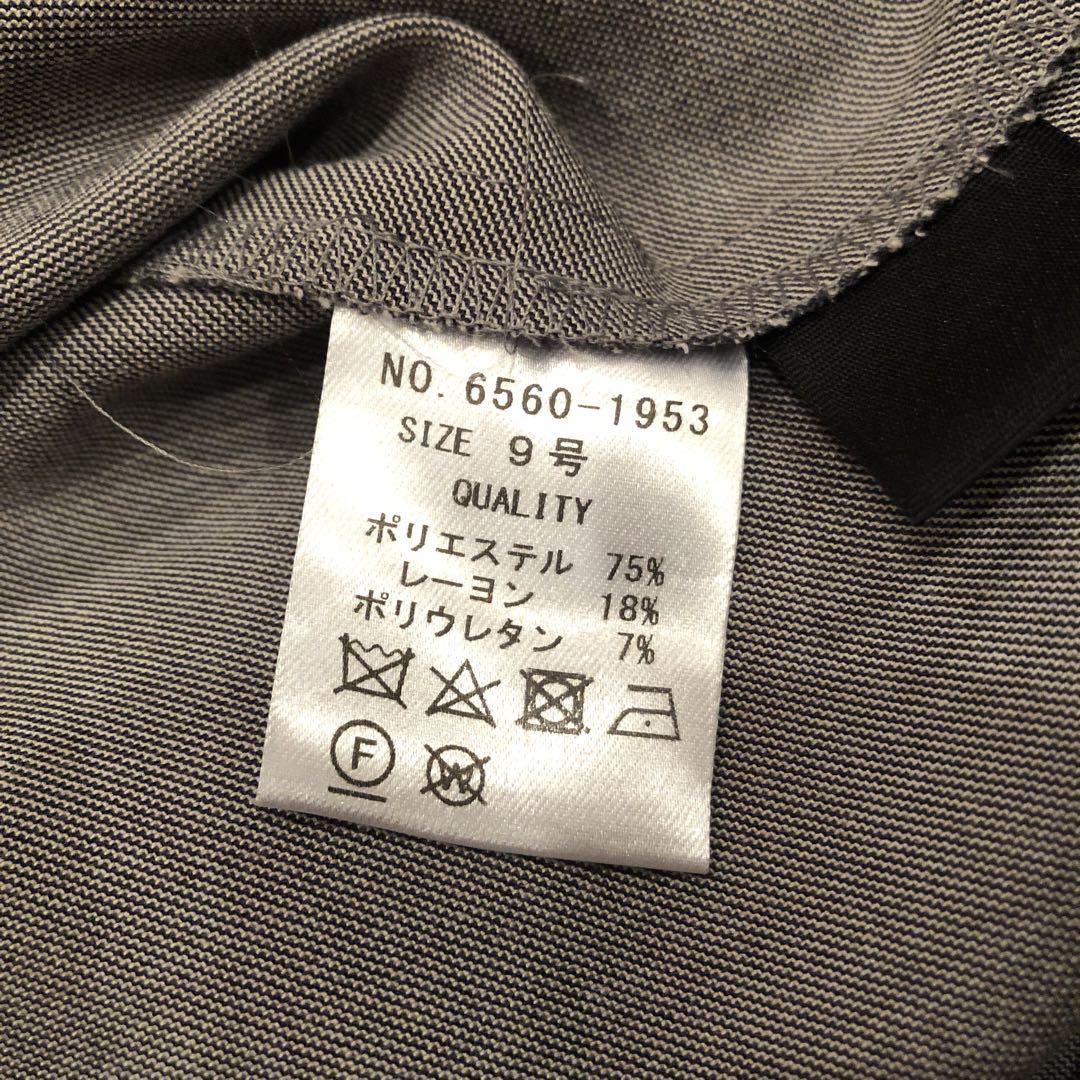 NO. 6560-1953
SIZE 9号
QUALITY
ポリエステル 75%
レーヨン 18%
ポリウレタン 7%
F
W